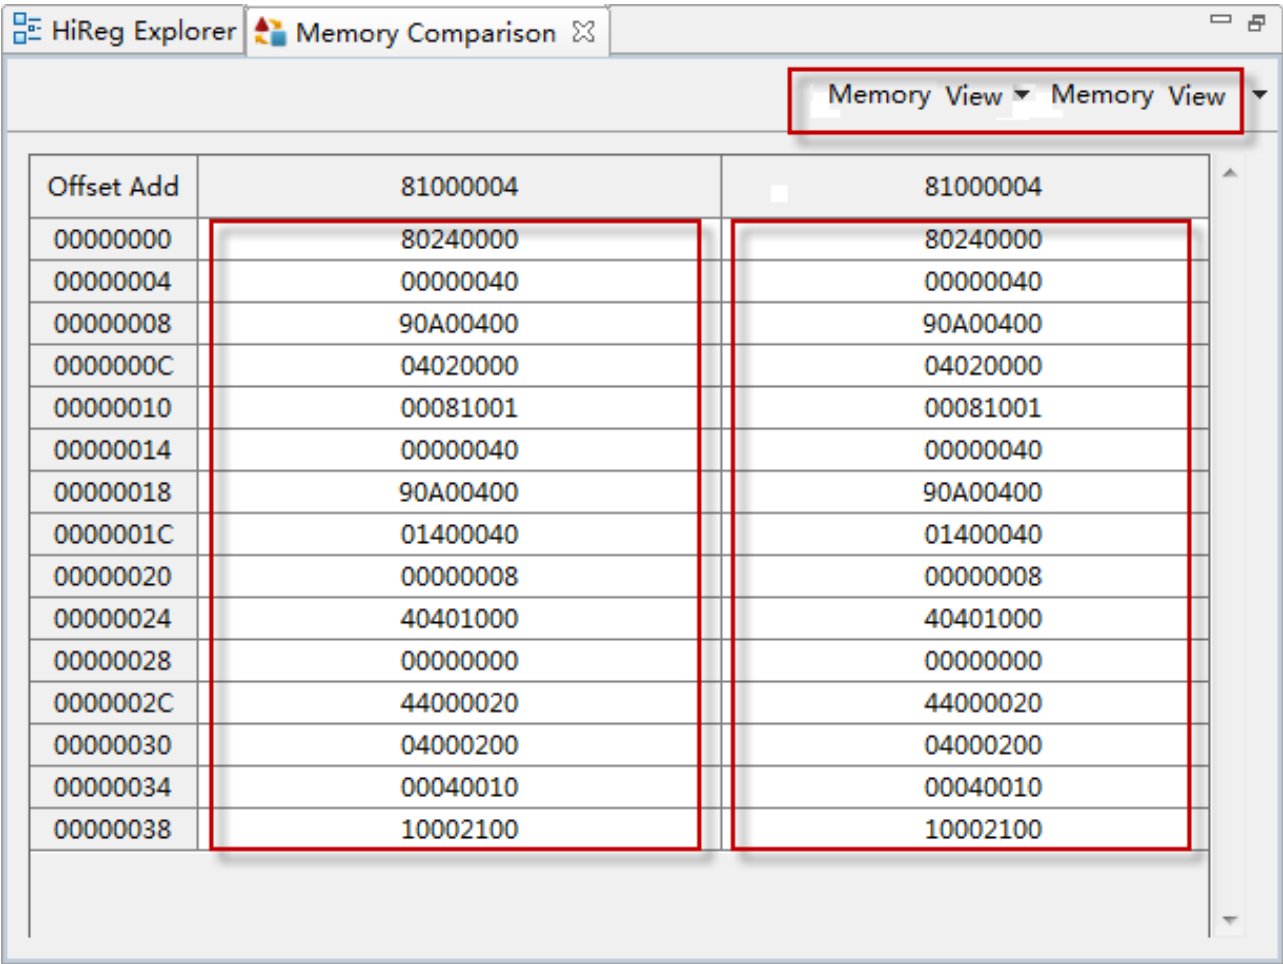 HiReg Explorer Memory Comparison
Memory View Memory View
Offset Add 81000004 81000004
00000000 80240000 80240000
00000004 00000040 00000040
00000008 90A00400 90A00400
0000000C 04020000 04020000
00000010 00081001 00081001
00000014 00000040 00000040
00000018 90A00400 90A00400
0000001C 01400040 01400040
00000020 00000008 00000008
00000024 40401000 40401000
00000028 00000000 00000000
0000002C 44000020 44000020
00000030 04000200 04000200
00000034 00040010 00040010
00000038 10002100 10002100